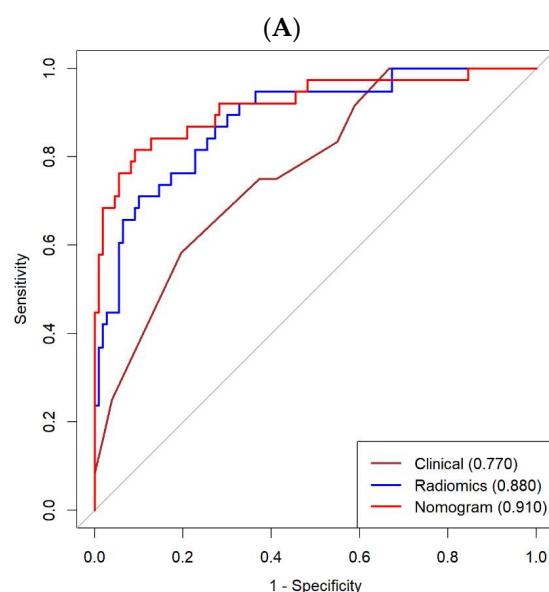 (A)
Sensitivity
1.0
0.8
0.6
0.4
0.2
0.0
0.0 0.2 0.4 0.6 0.8 1.0
1 - Specificity
Clinical (0.770)
Radiomics (0.880)
Nomogram (0.910)